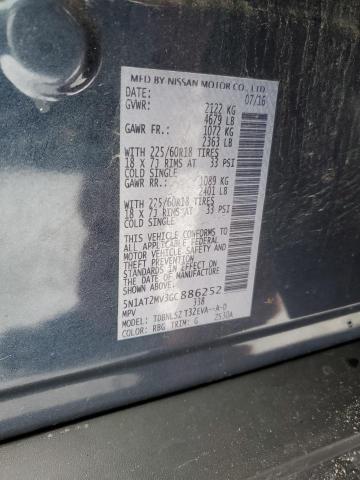 MFD BY NISSAN MOTOR CO., LTD.
DATE: 07/16
GVWR: 2122 KG
4679 LB
GAWR FR.: 1072 KG
2363 LB
WITH 225/60R18 TIRES
18 X 7J RIMS AT 33 PSI
COLD SINGLE
GAWR RR.: 1089 KG
2401 LB
WITH 225/60R18 TIRES
18 X 7J RIMS AT 33 PSI
COLD SINGLE
THIS VEHICLE CONFORMS TO
ALL APPLICABLE FEDERAL
MOTOR VEHICLE SAFETY
STANDARDS IN EFFECT ON THE
DATE OF MANUFACTURE
SHOWN ABOVE.
5N1AT2MV3GC886252
MPV 338
MODEL: TDBNLSZ T32EVA--A-D
COLOR: RBG TRIM: G 2530A